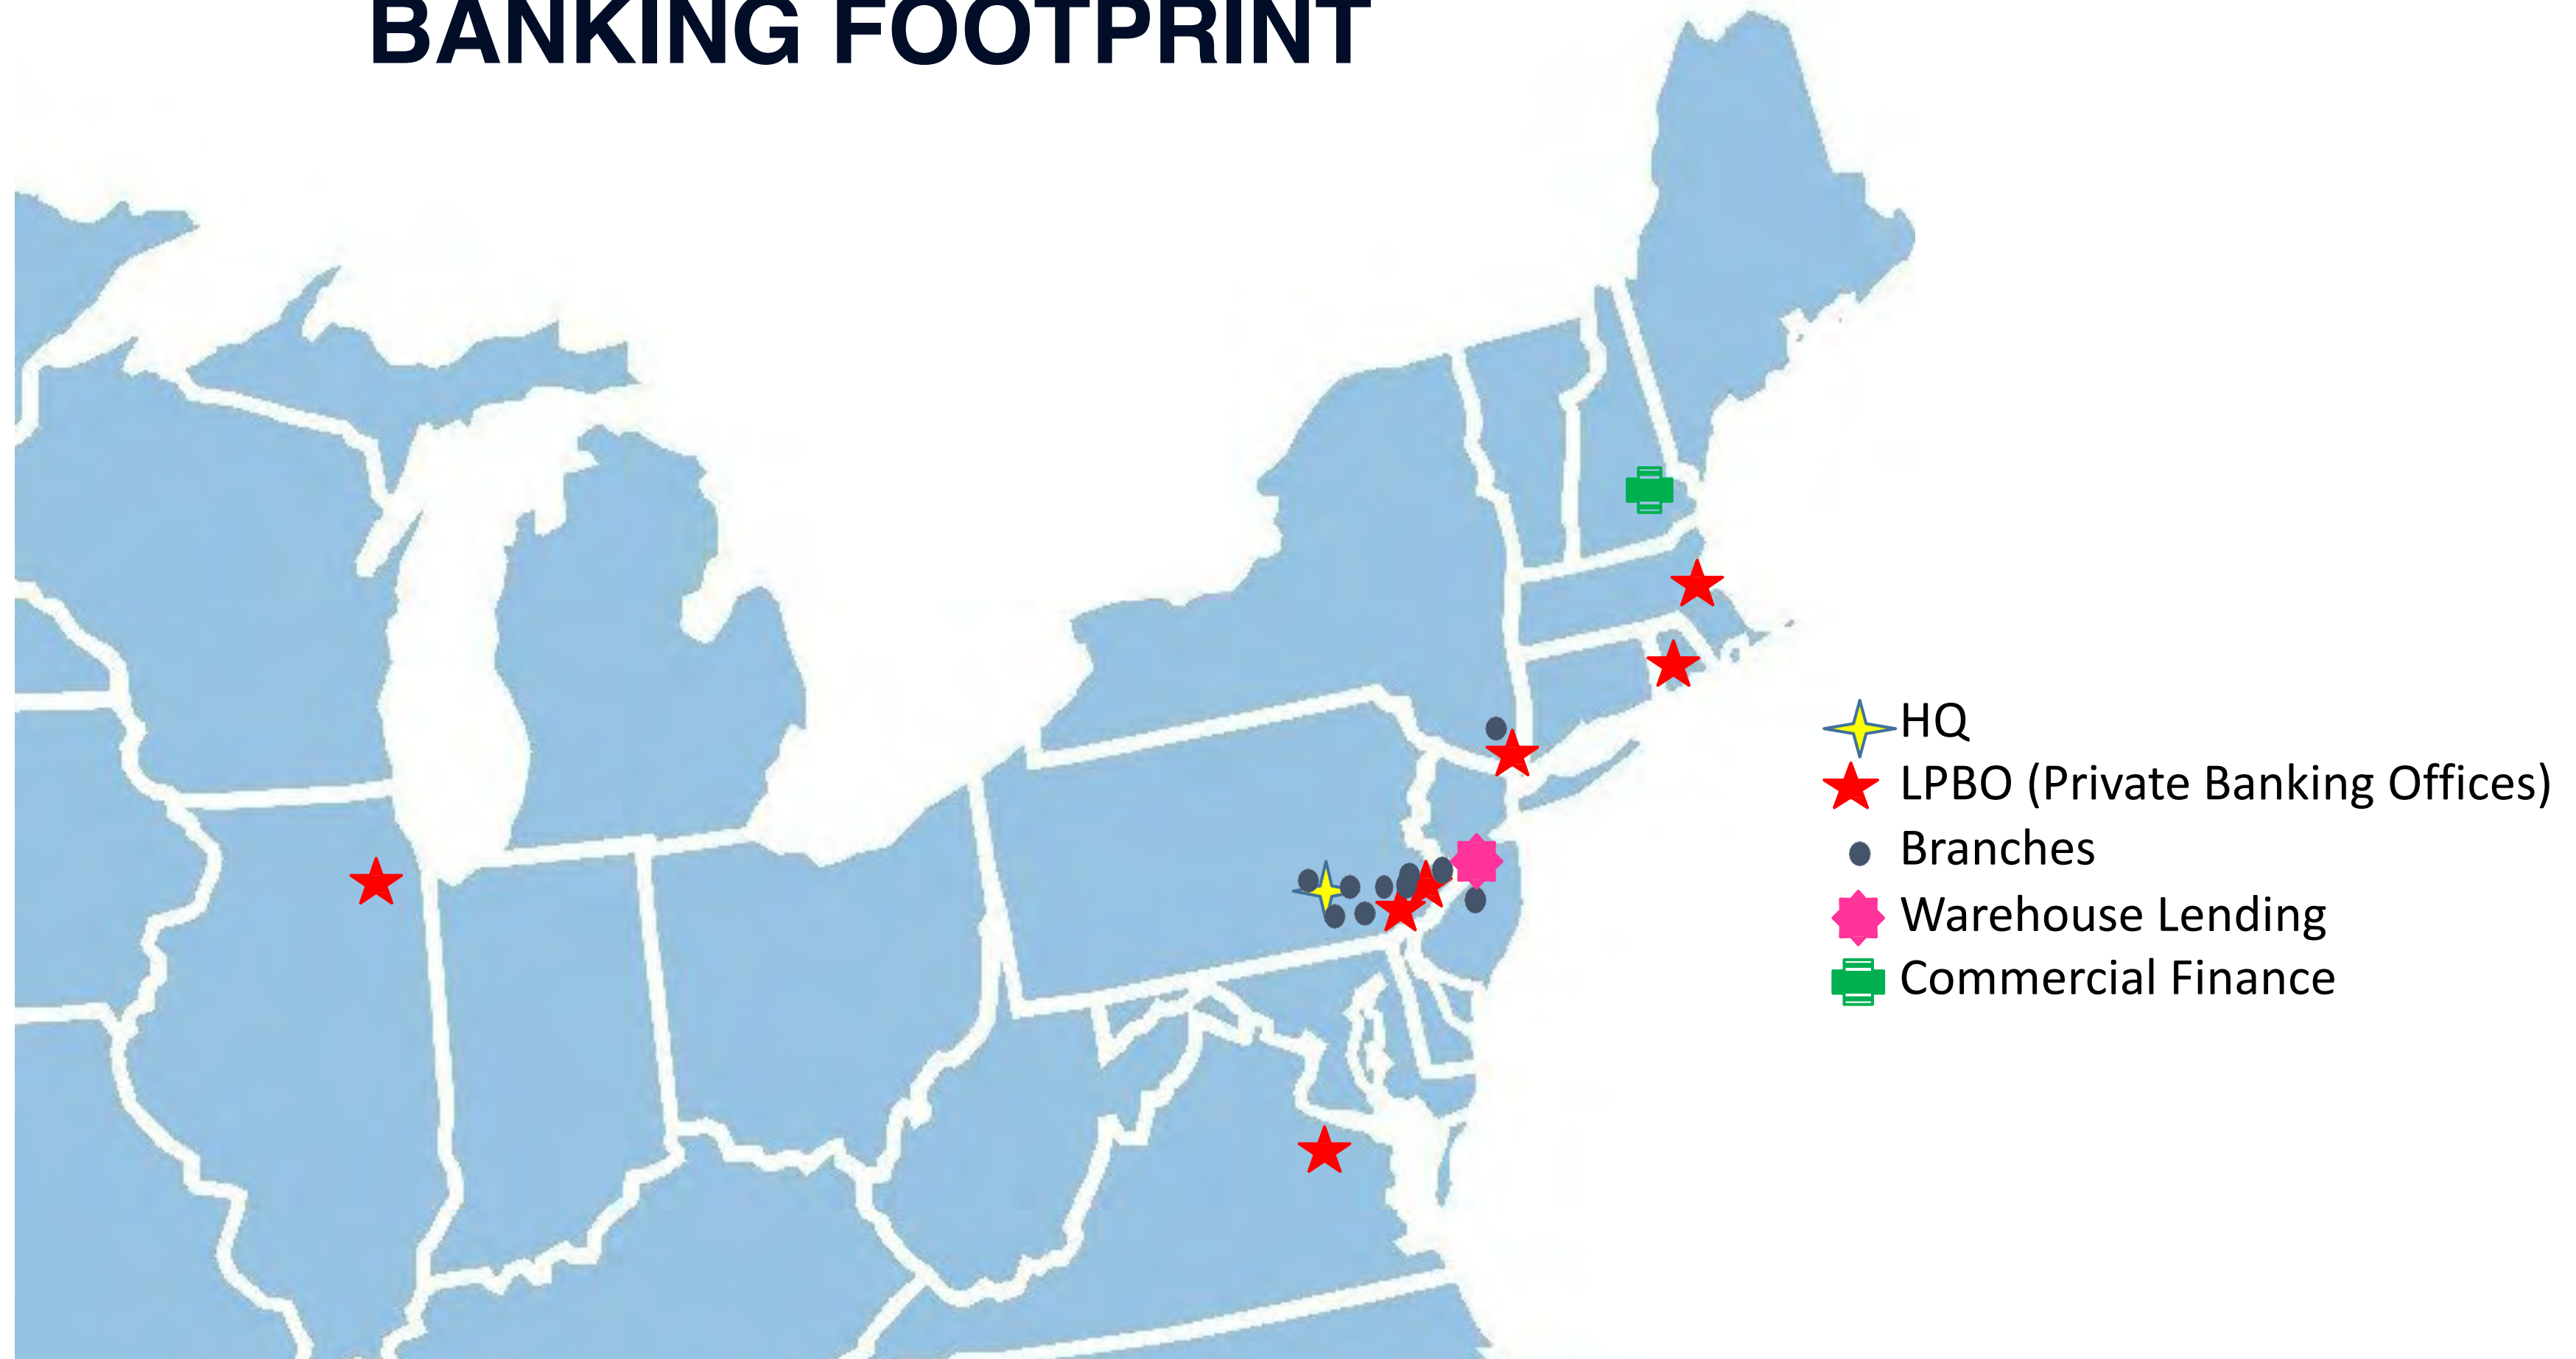 BANKING FOOTPRINT
HQ
LPBO (Private Banking Offices)
Branches
Warehouse Lending
Commercial Finance